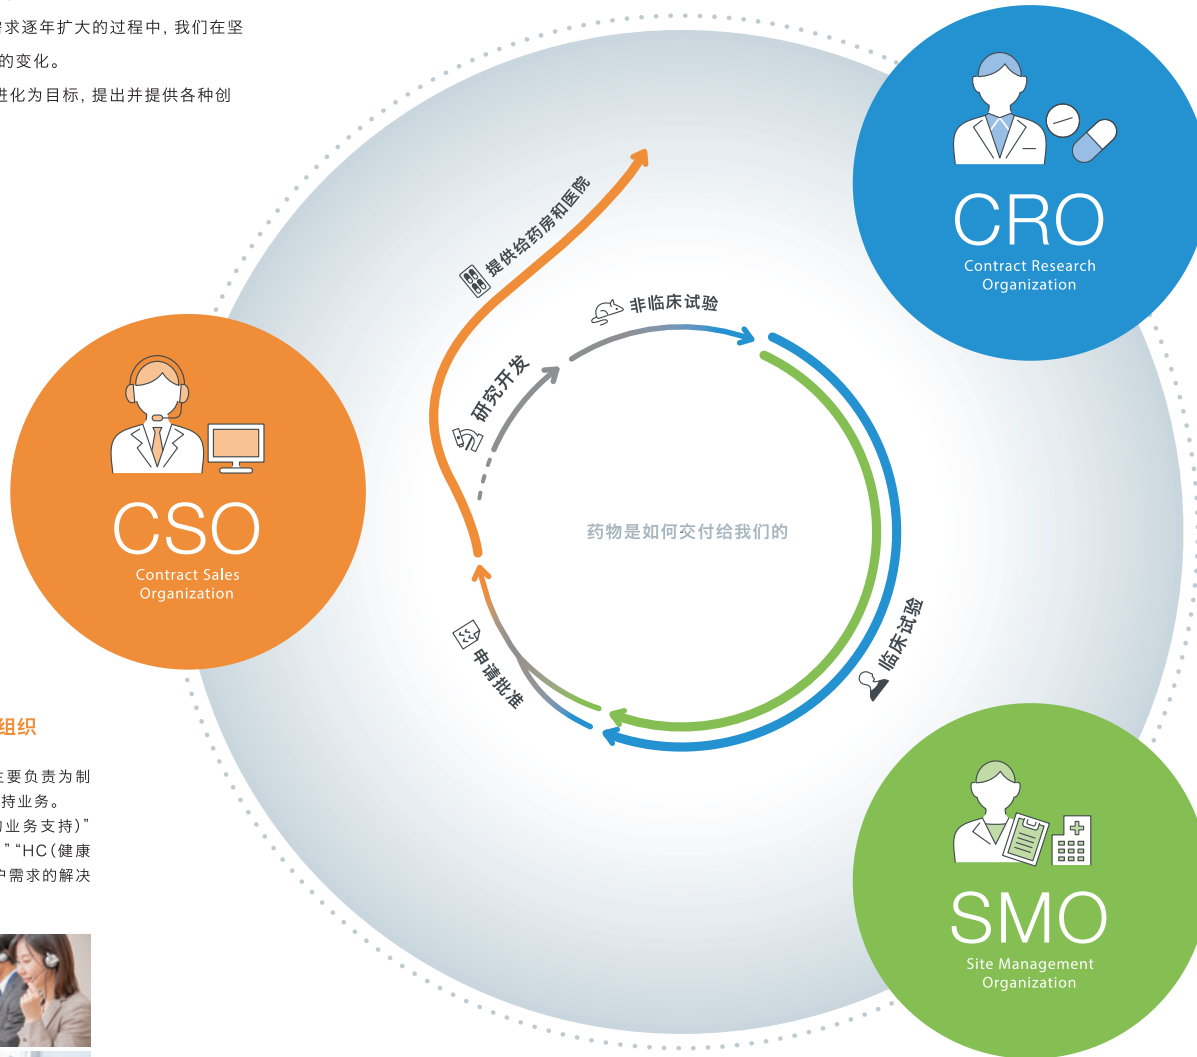 需求逐年扩大的过程中, 我们在坚
的变化。
进化为目标, 提出并提供各种创
CRO
Contract Research
Organization
提供给药房和医院
非临床试验
研究开发
CSO
Contract Sales
Organization
药物是如何交付给我们的
临床试验
申请批准
SMO
Site Management
Organization
组织
主要负责为制
持业务。
业务支持)”
” “HC(健康
户需求的解决